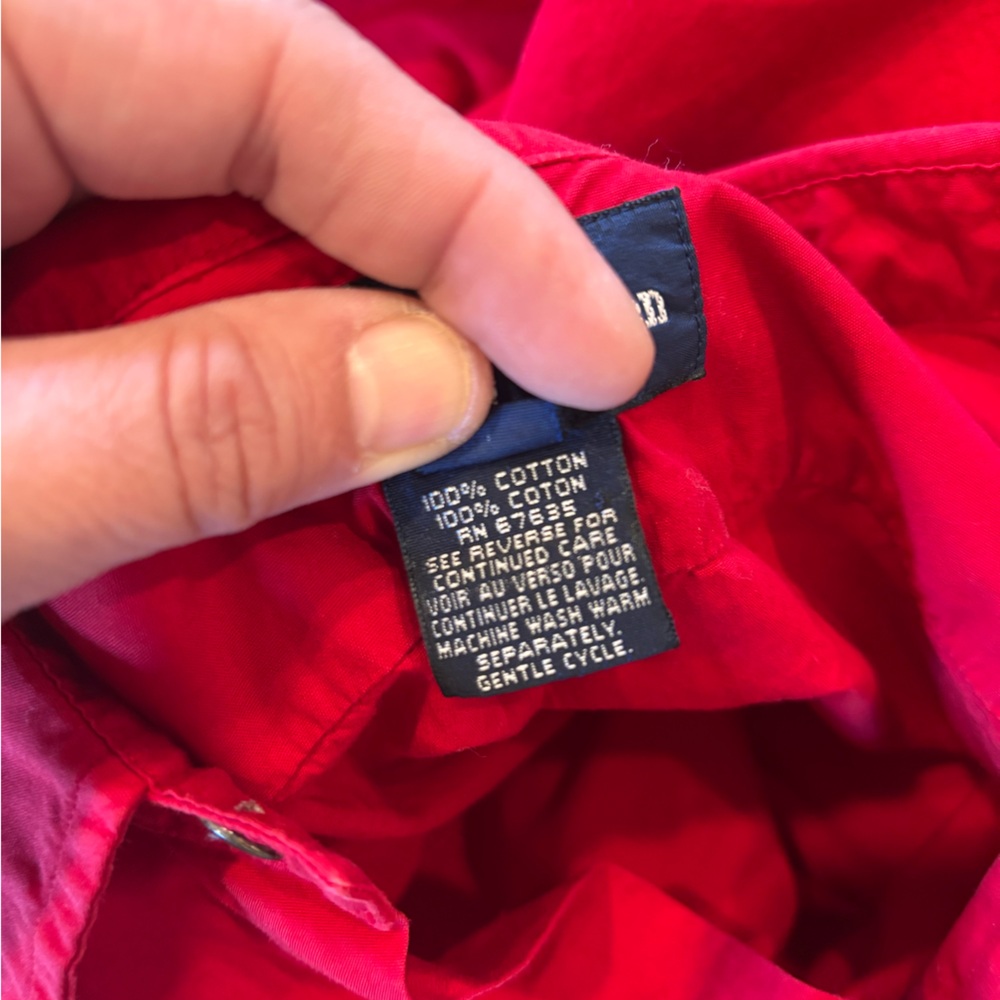 100% COTTON
100% COTON
RN 67635
SEE REVERSE FOR
CONTINUED CARE
VOIR AU VERSO POUR
CONTINUER LE LAVAGE.
MACHINE WASH WARM
SEPARATELY.
GENTLE CYCLE.